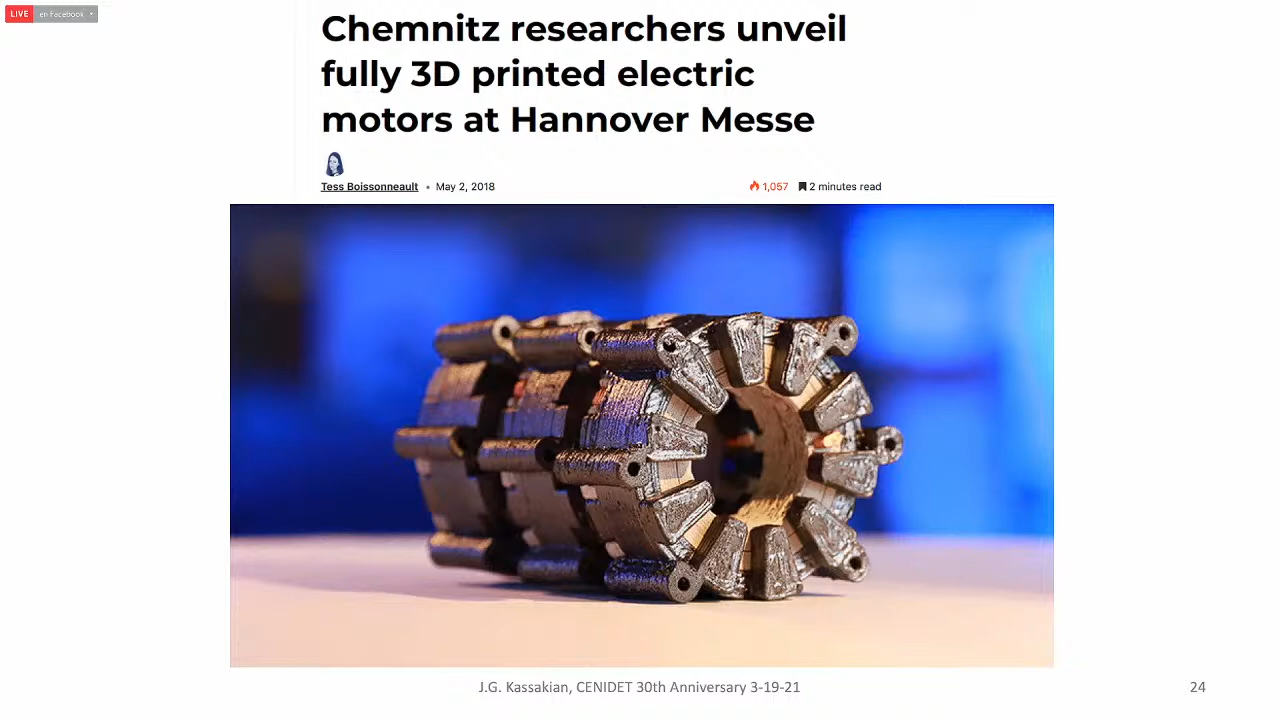 LIVE en Facebook
Chemnitz researchers unveil
fully 3D printed electric
motors at Hannover Messe
Tess Boissonneault • May 2, 2018 1,057 2 minutes read
J.G. Kassakian, CENIDET 30th Anniversary 3-19-21 24